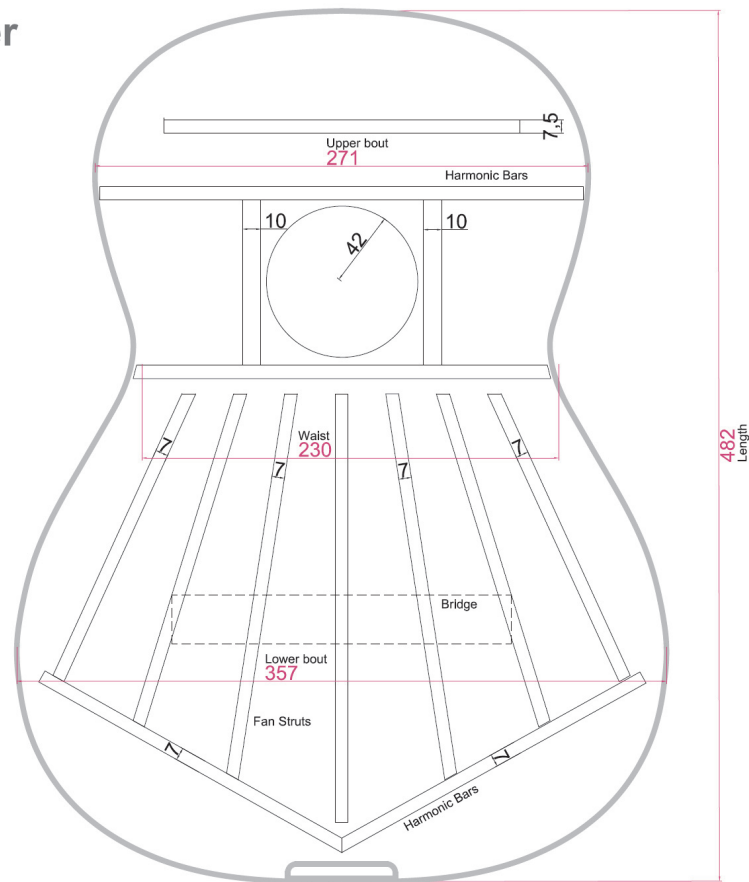 er
7,5
Upper bout
271
Harmonic Bars
10
10
42
Waist
230
7
7
7
7
482
Length
Bridge
Lower bout
357
Fan Struts
7
7
Harmonic Bars